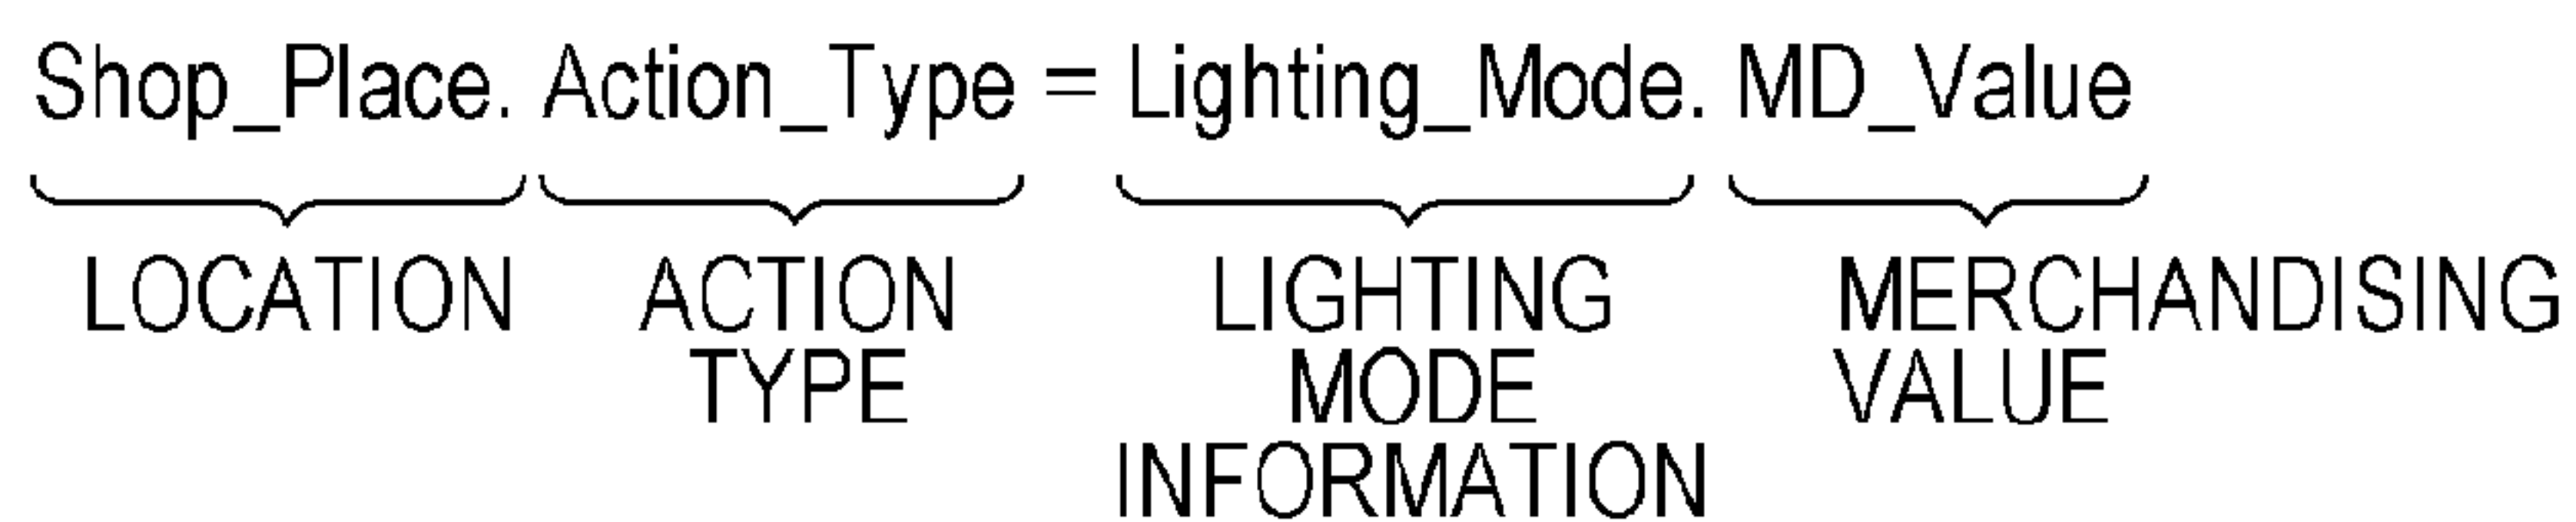 Shop_Place. Action_Type = Lighting_Mode. MD_Value
LOCATION ACTION LIGHTING MERCHANDISING
TYPE MODE VALUE
INFORMATION